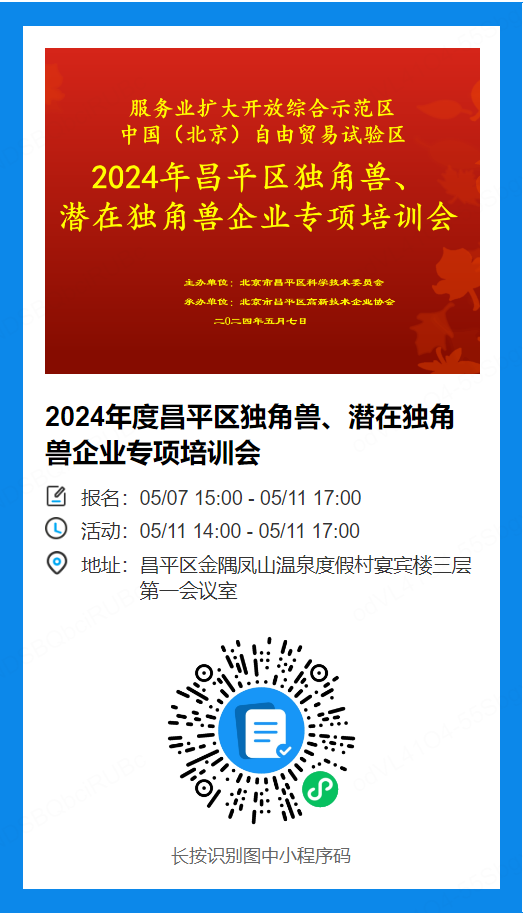 服务业扩大开放综合示范区
中国（北京）自由贸易试验区
2024年昌平区独角兽、
潜在独角兽企业专项培训会
主办单位：北京市昌平区科学技术委员会
承办单位：北京市昌平区高新技术企业协会
二〇二四年五月七日
2024年度昌平区独角兽、潜在独角
兽企业专项培训会
报名：05/07 15:00 - 05/11 17:00
活动：05/11 14:00 - 05/11 17:00
地址：昌平区金隅凤山温泉度假村宴宾楼三层
第一会议室
长按识别图中小程序码